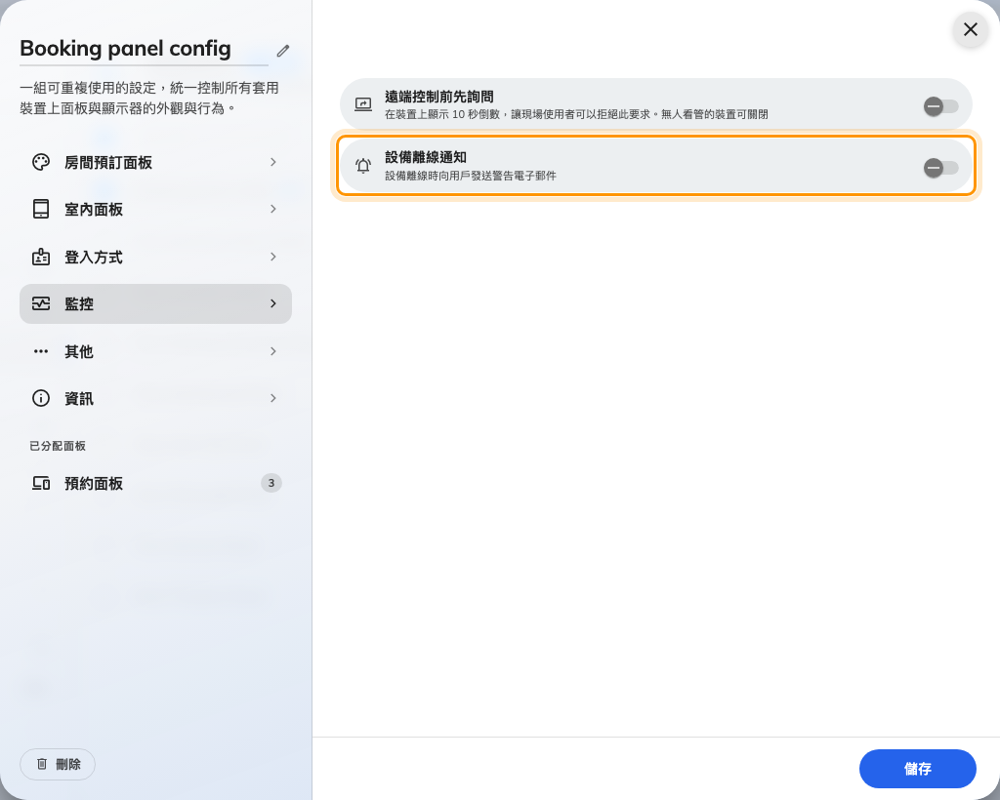 Booking panel config
一組可重複使用的設定，統一控制所有套用
裝置上面板與顯示器的外觀與行為。
房間預訂面板
室內面板
登入方式
監控
其他
資訊
已分配面板
預約面板
3
刪除
遠端控制前先詢問
在裝置上顯示 10 秒倒數，讓現場使用者可以拒絕此要求。無人看管的裝置可關閉
設備離線通知
設備離線時向用戶發送警告電子郵件
儲存